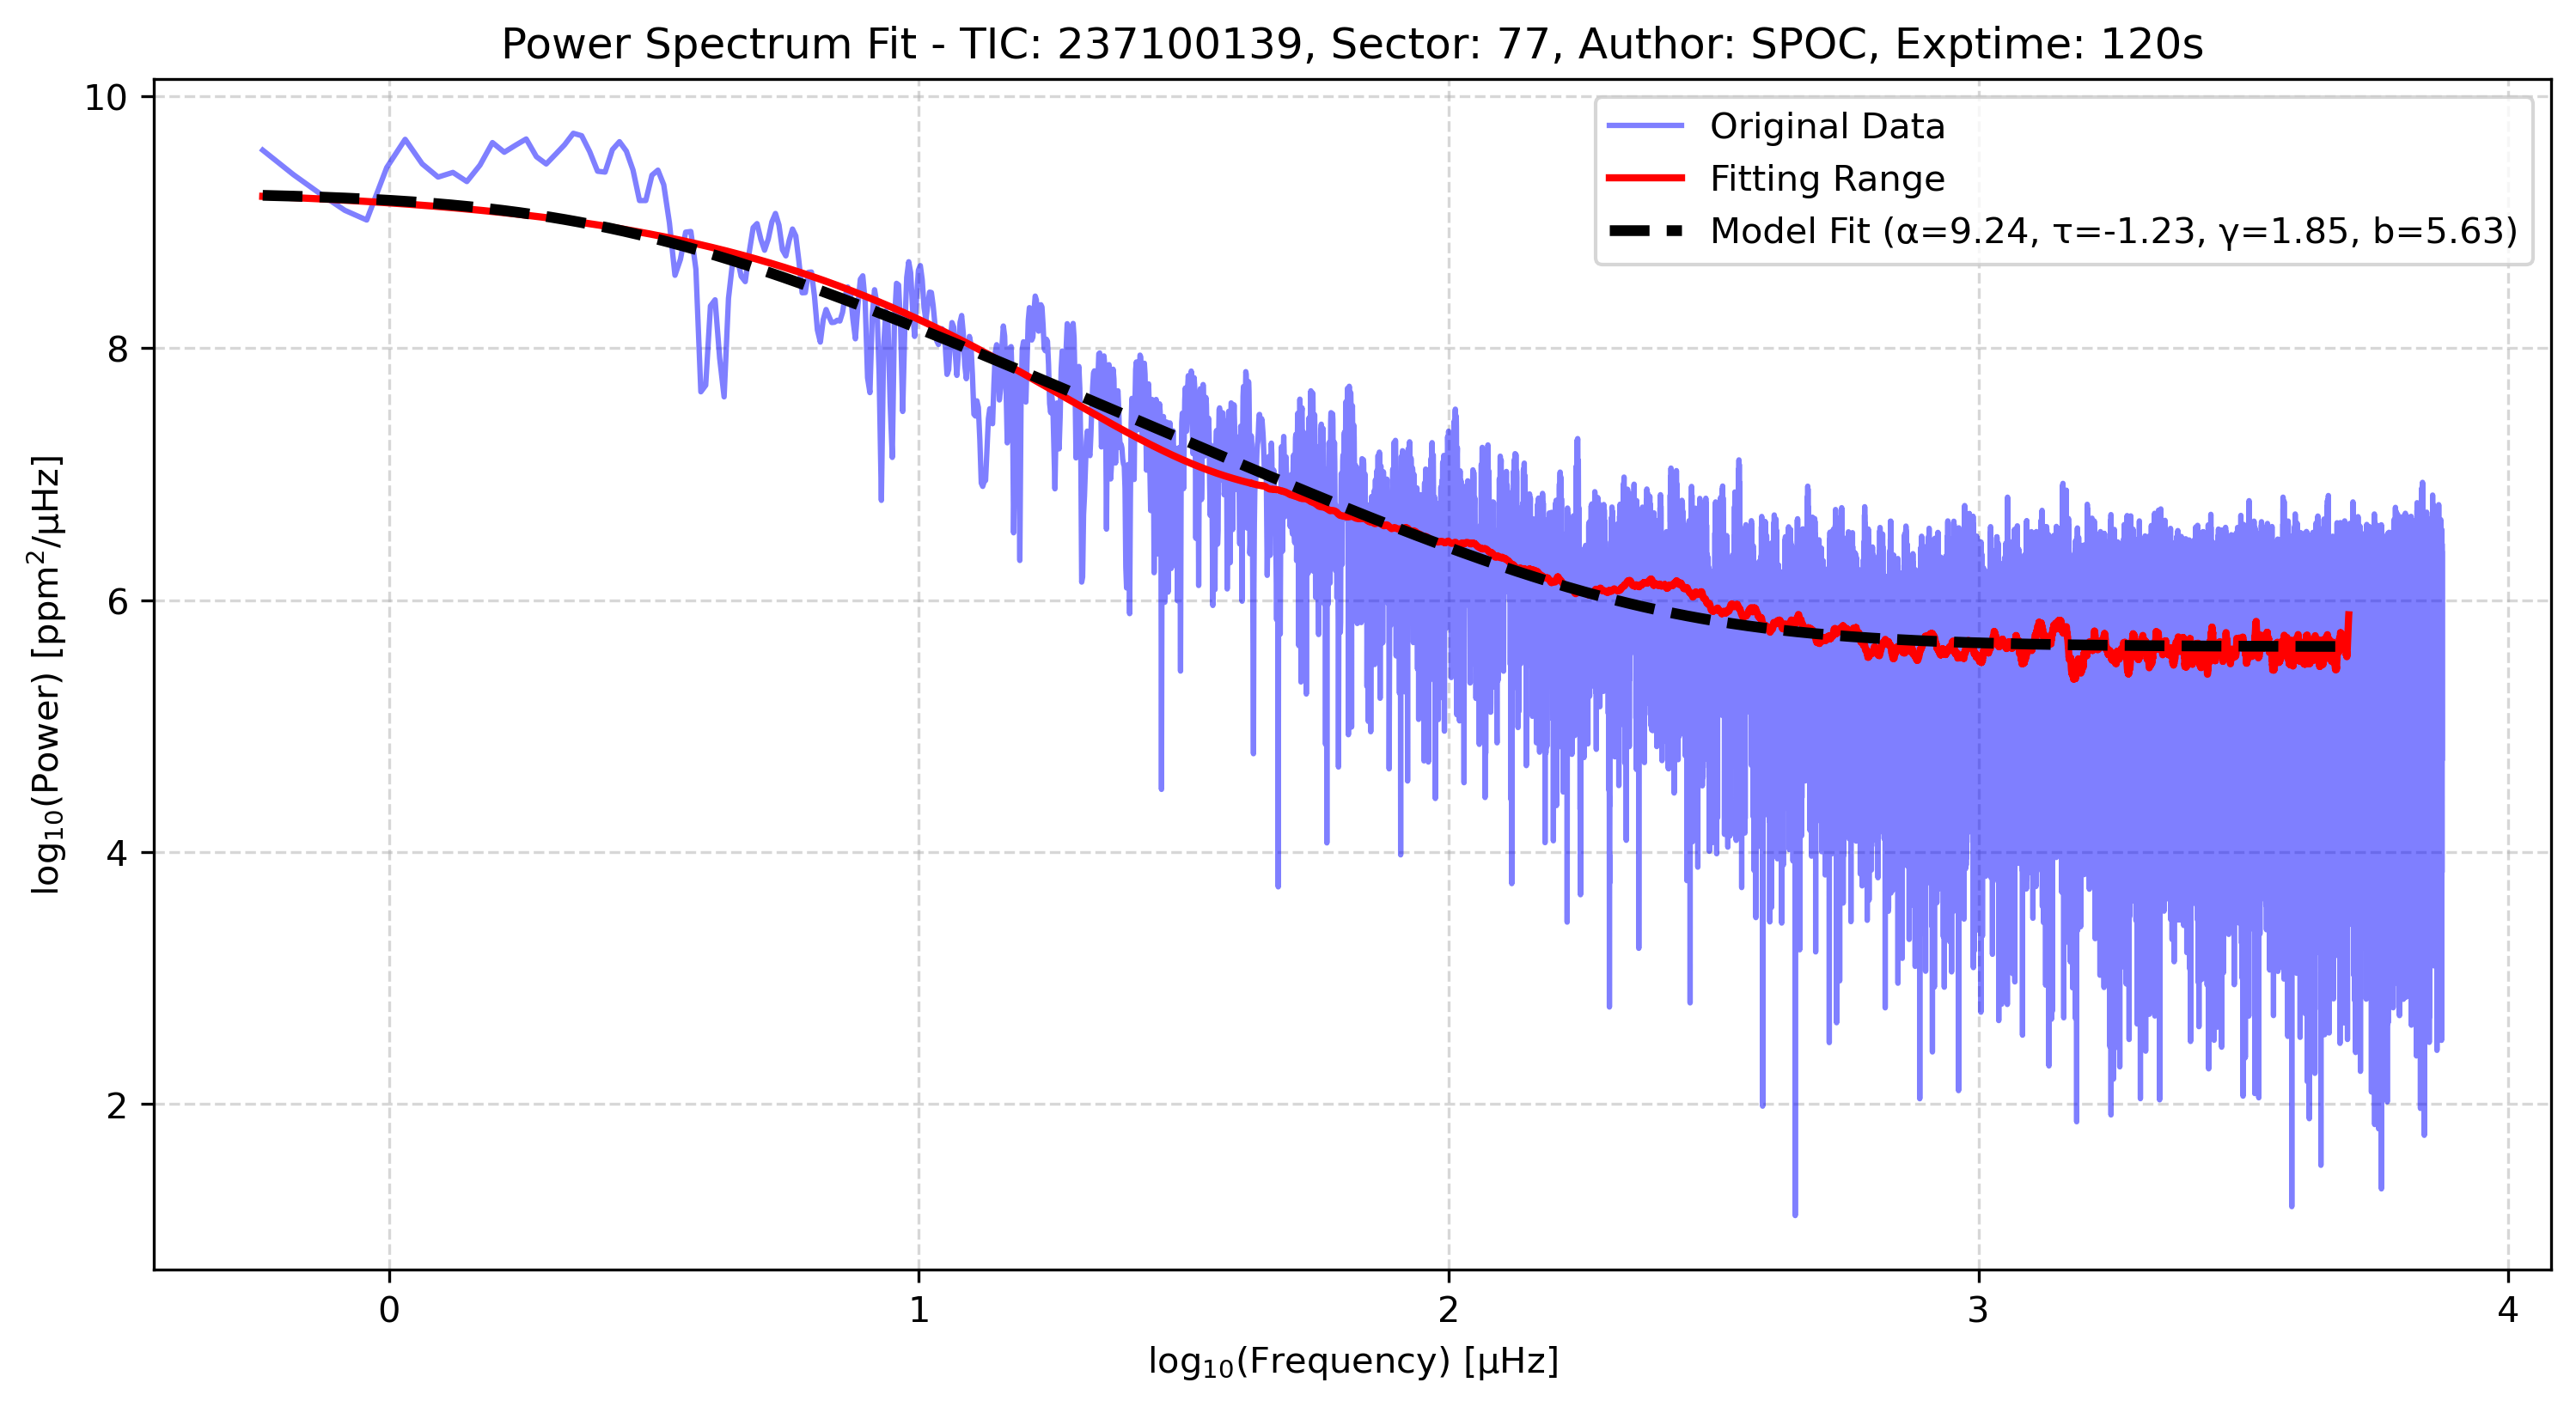 Power Spectrum Fit - TIC: 237100139, Sector: 77, Author: SPOC, Exptime: 120s
log₁₀(Power) [ppm²/μHz]
10
8
6
4
2
Original Data
Fitting Range
Model Fit (α=9.24, τ=-1.23, γ=1.85, b=5.63)
0 1 2 3 4
log₁₀(Frequency) [μHz]